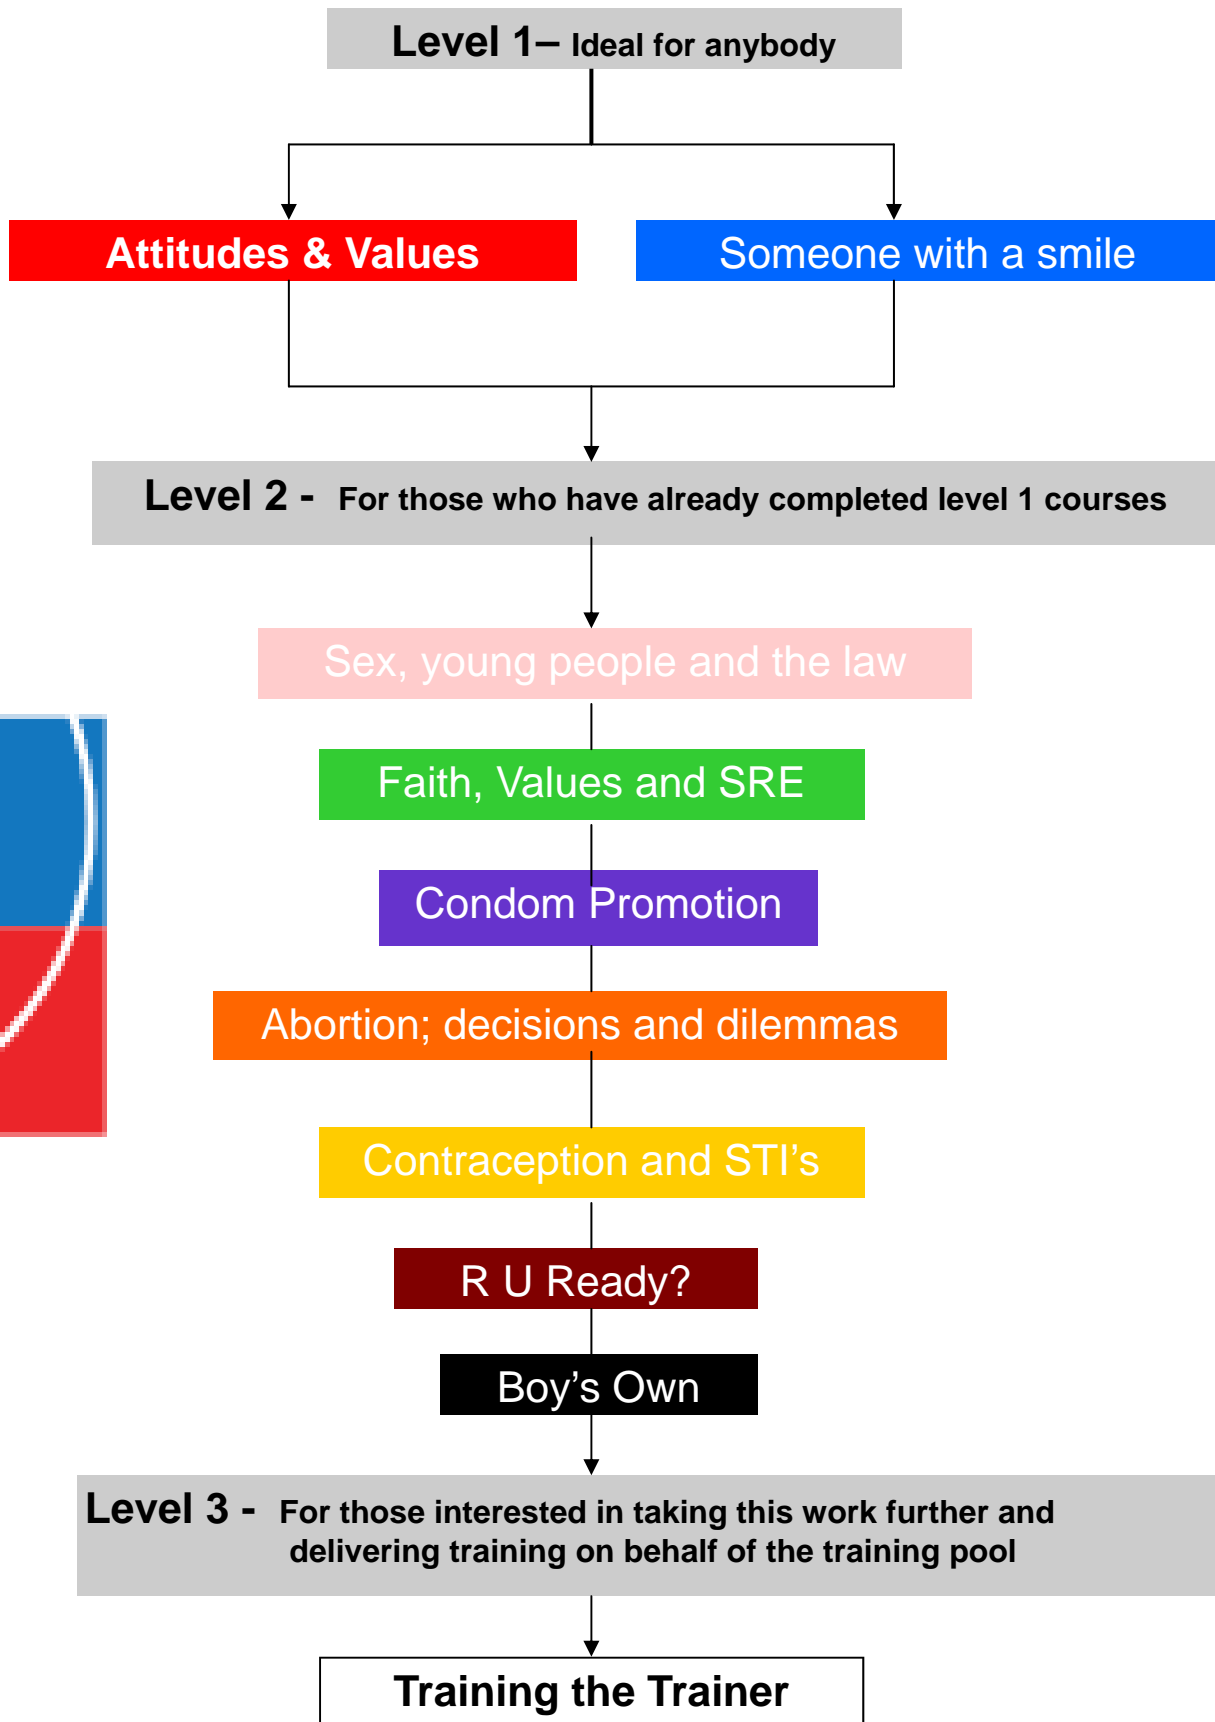 Level 1– Ideal for anybody
Attitudes & Values
Someone with a smile
Level 2 - For those who have already completed level 1 courses
Sex, young people and the law
Faith, Values and SRE
Condom Promotion
Abortion; decisions and dilemmas
Contraception and STI’s
R U Ready?
Boy’s Own
Level 3 - For those interested in taking this work further and
delivering training on behalf of the training pool
Training the Trainer